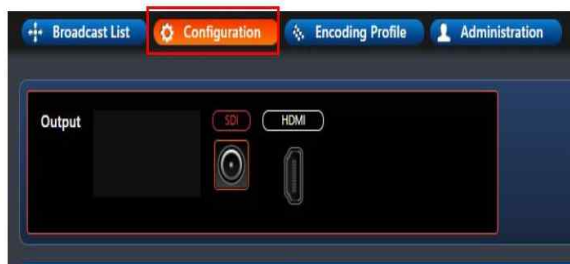 Broadcast List Configuration Encoding Profile Administration
Output SDI HDMI